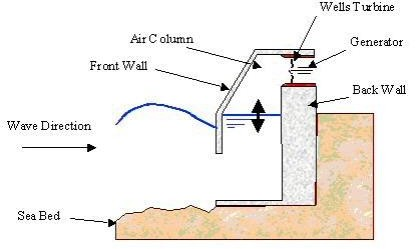 Wells Turbine
Air Column
Generator
Front Wall
Back Wall
Wave Direction
Sea Bed